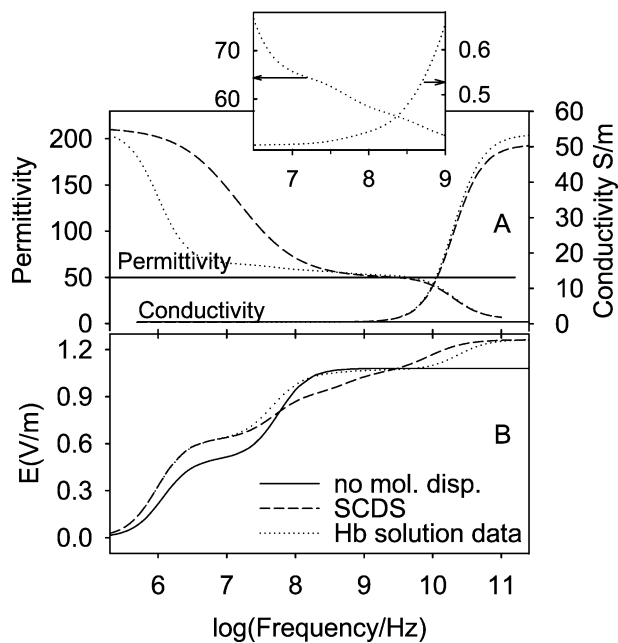 70
60
0.6
0.5
7
8
9
200
150
100
50
0
Permittivity
60
50
40
30
20
10
0
Conductivity S/m
A
Permittivity
Conductivity
1.2
0.9
0.6
0.3
0.0
E(V/m)
B
no mol. disp.
SCDS
Hb solution data
6
7
8
9
10
11
log(Frequency/Hz)